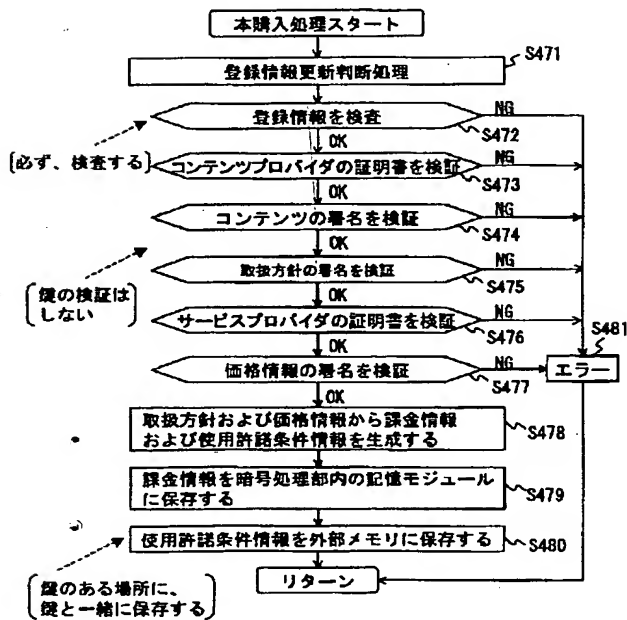 本購入処理スタート
登録情報更新判断処理
S471
登録情報を検査
NG
S472
OK
〔必ず、検査する〕
コンテンツプロバイダの証明書を検証
NG
S473
OK
コンテンツの署名を検証
NG
S474
OK
取扱方針の署名を検証
NG
S475
OK
鍵の検証は
しない
サービスプロバイダの証明書を検証
NG
S476
OK
価格情報の署名を検証
NG
S477
OK
S481
エラー
取扱方針および価格情報から課金情報
および使用許諾条件情報を生成する
S478
課金情報を暗号処理部内の記憶モジュール
に保存する
S479
使用許諾条件情報を外部メモリに保存する
S480
鍵のある場所に、
鍵と一緒に保存する
リターン